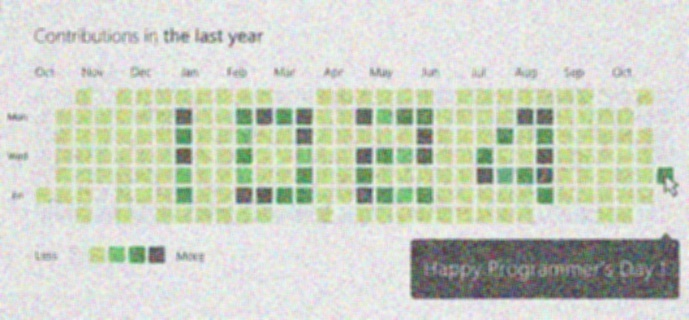 Contributions in the last year
Oct Nov Dec Jan Feb Mar Apr May Jun Jul Aug Sep Oct
Mon
1024
Wed
Fri
Less More
Happy Programmer's Day !